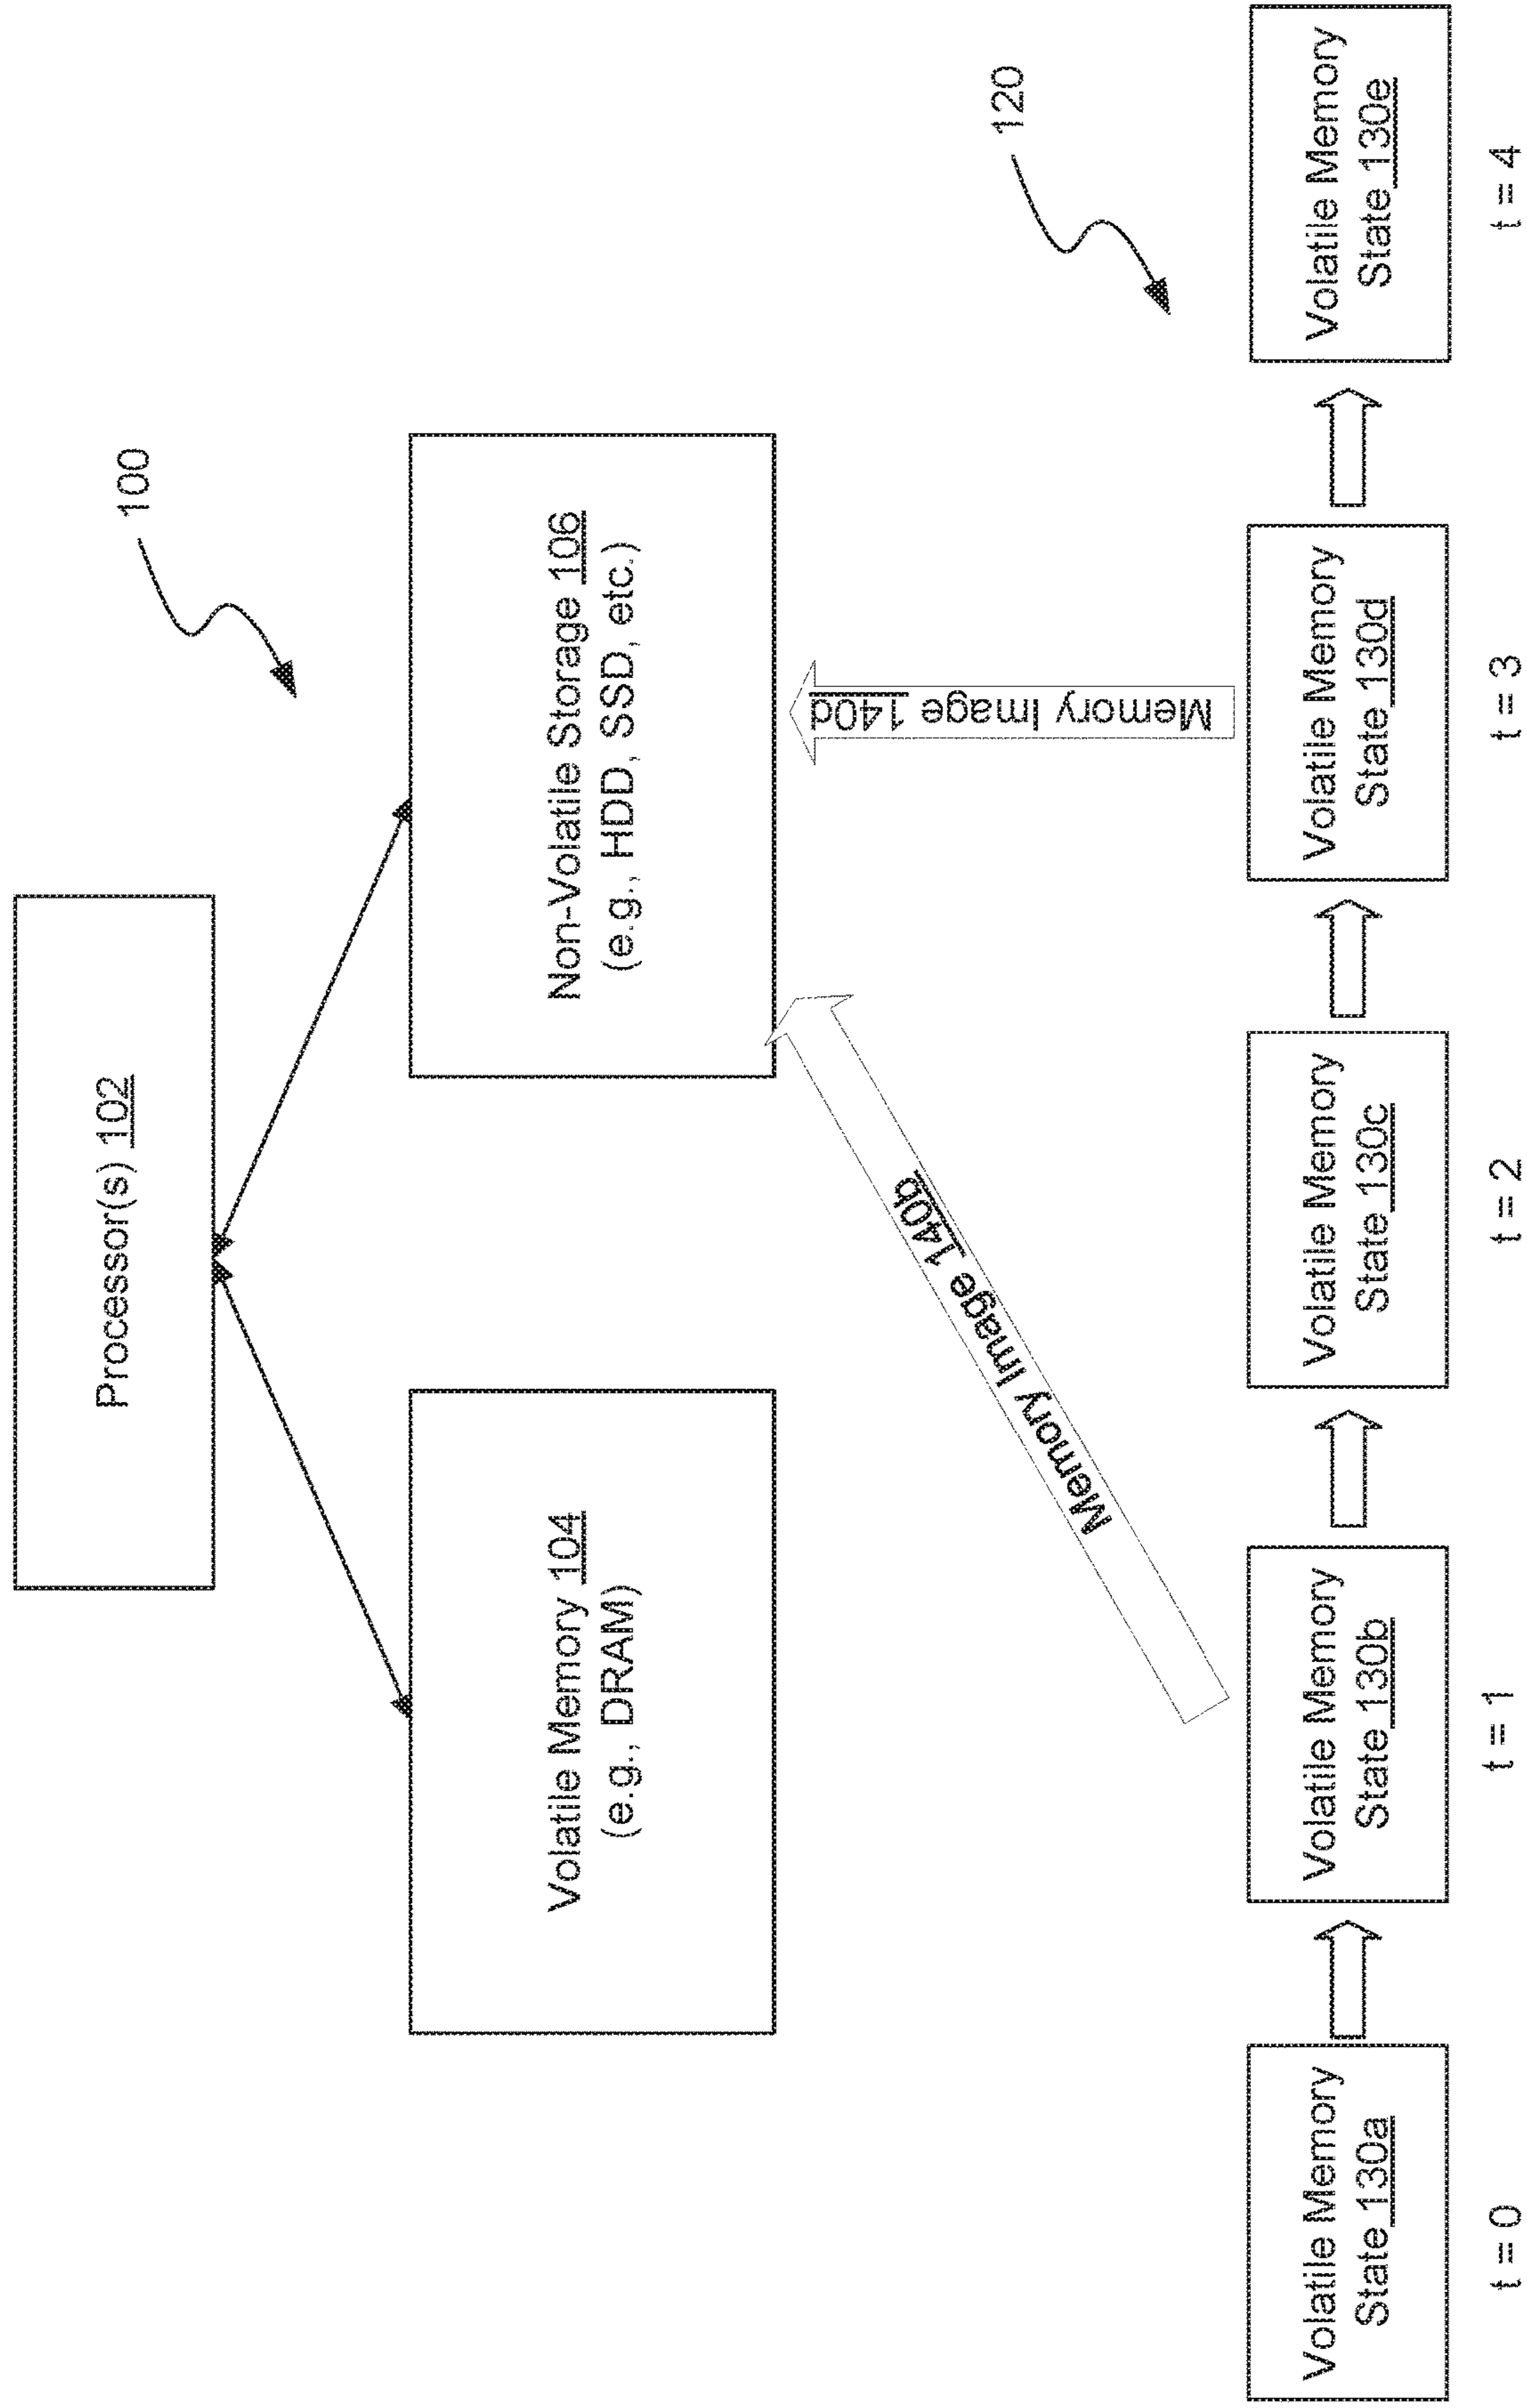 100
Processor(s) 102
Volatile Memory 104
(e.g., DRAM)
Non-Volatile Storage 106
(e.g., HDD, SSD, etc.)
120
Memory Image 140b
Memory Image 140d
Volatile Memory
State 130a
Volatile Memory
State 130b
Volatile Memory
State 130c
Volatile Memory
State 130d
Volatile Memory
State 130e
t = 0
t = 1
t = 2
t = 3
t = 4